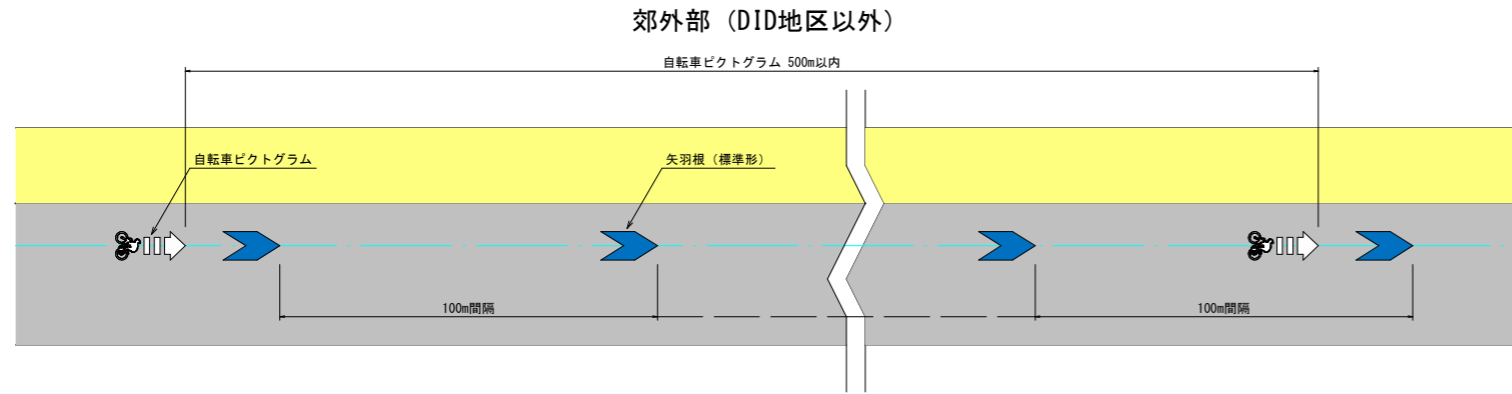 郊外部（DID地区以外）
自転車ピクトグラム 500m以内
自転車ピクトグラム
矢羽根（標準形）
100m間隔
100m間隔